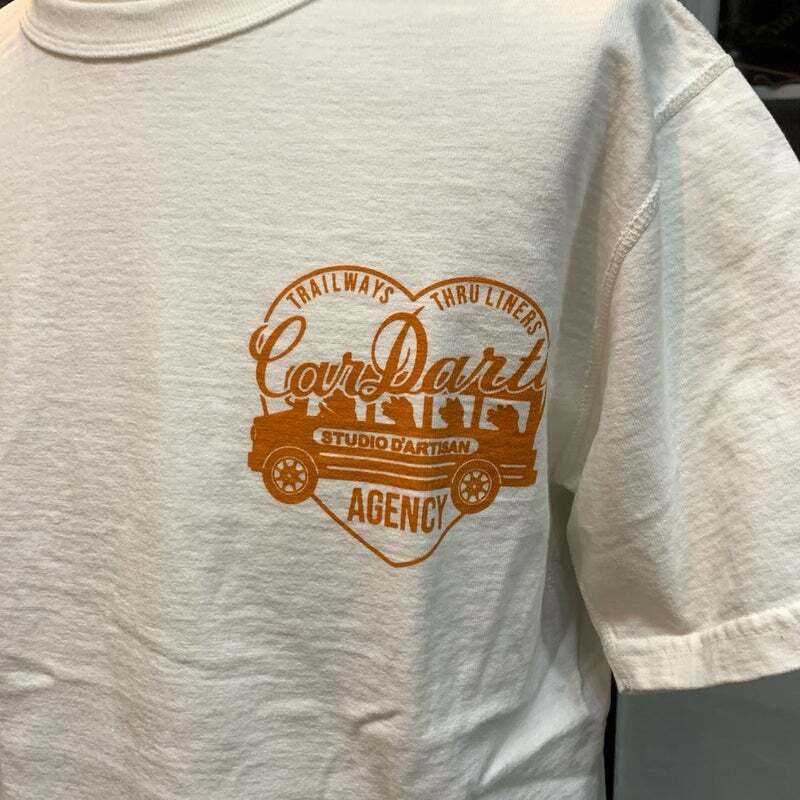 TRAILWAYS THRU LINERS
CarDarti
STUDIO D'ARTISAN
AGENCY